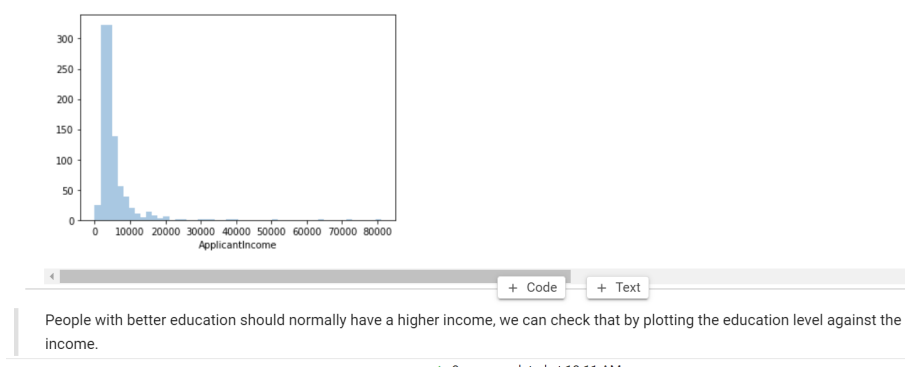 300
250
200
150
100
50
0
0 10000 20000 30000 40000 50000 60000 70000 80000
ApplicantIncome
+ Code + Text
People with better education should normally have a higher income, we can check that by plotting the education level against the
income.